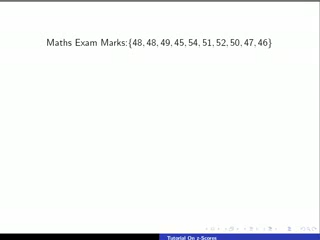 Maths Exam Marks:{48, 48, 49, 45, 54, 51, 52, 50, 47, 46}
Tutorial On z-Scores